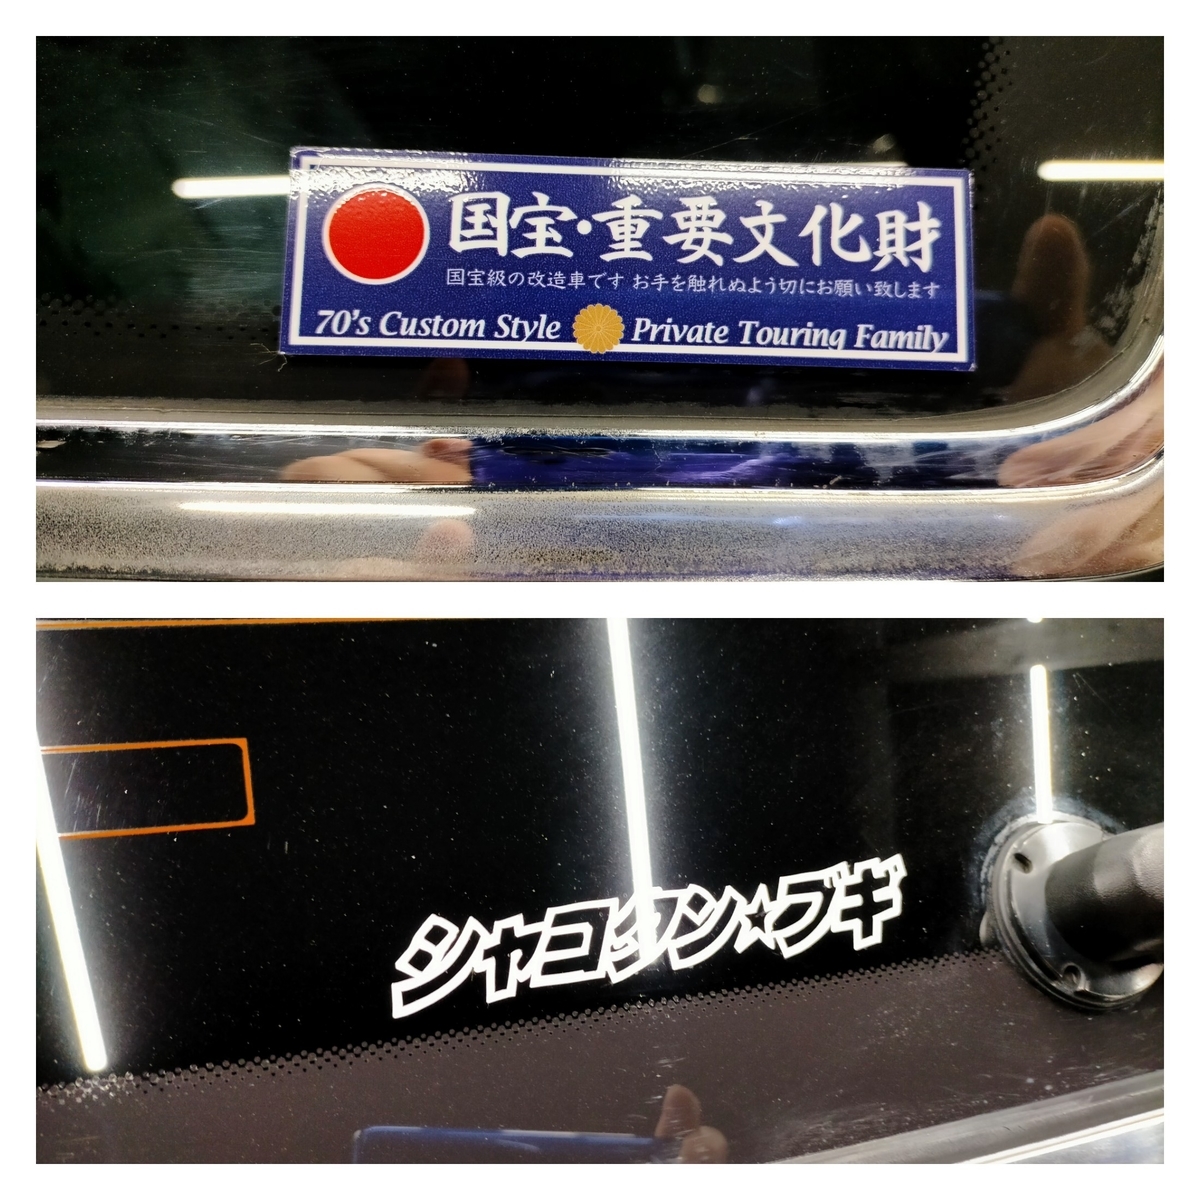 国宝・重要文化財
国宝級の改造車です お手を触れぬよう切にお願い致します
70's Custom Style Private Touring Family
シャコタン☆ブギ